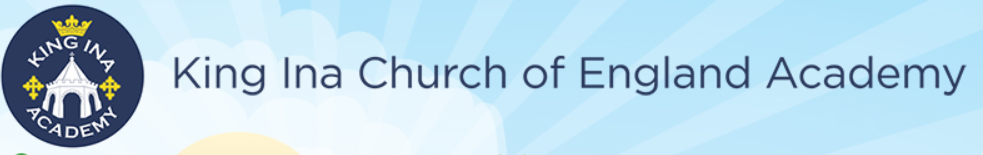 KING INA
ACADEMY
King Ina Church of England Academy